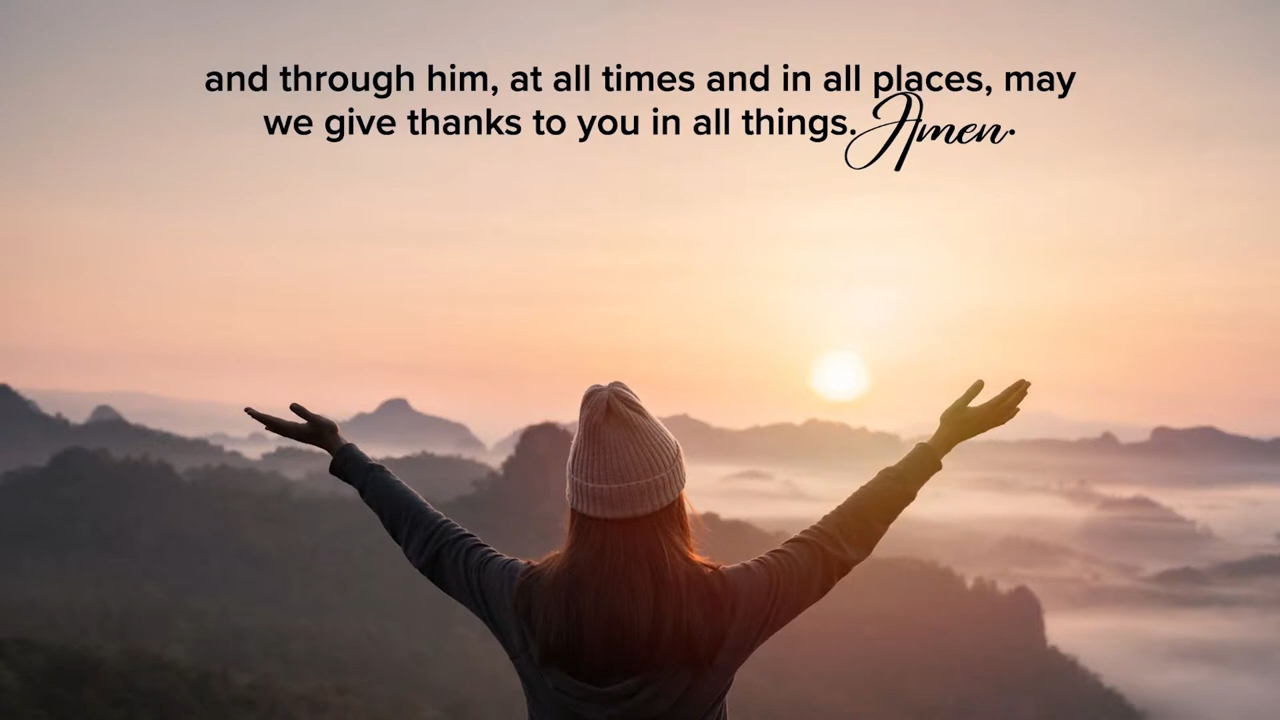 and through him, at all times and in all places, may
we give thanks to you in all things. Amen.